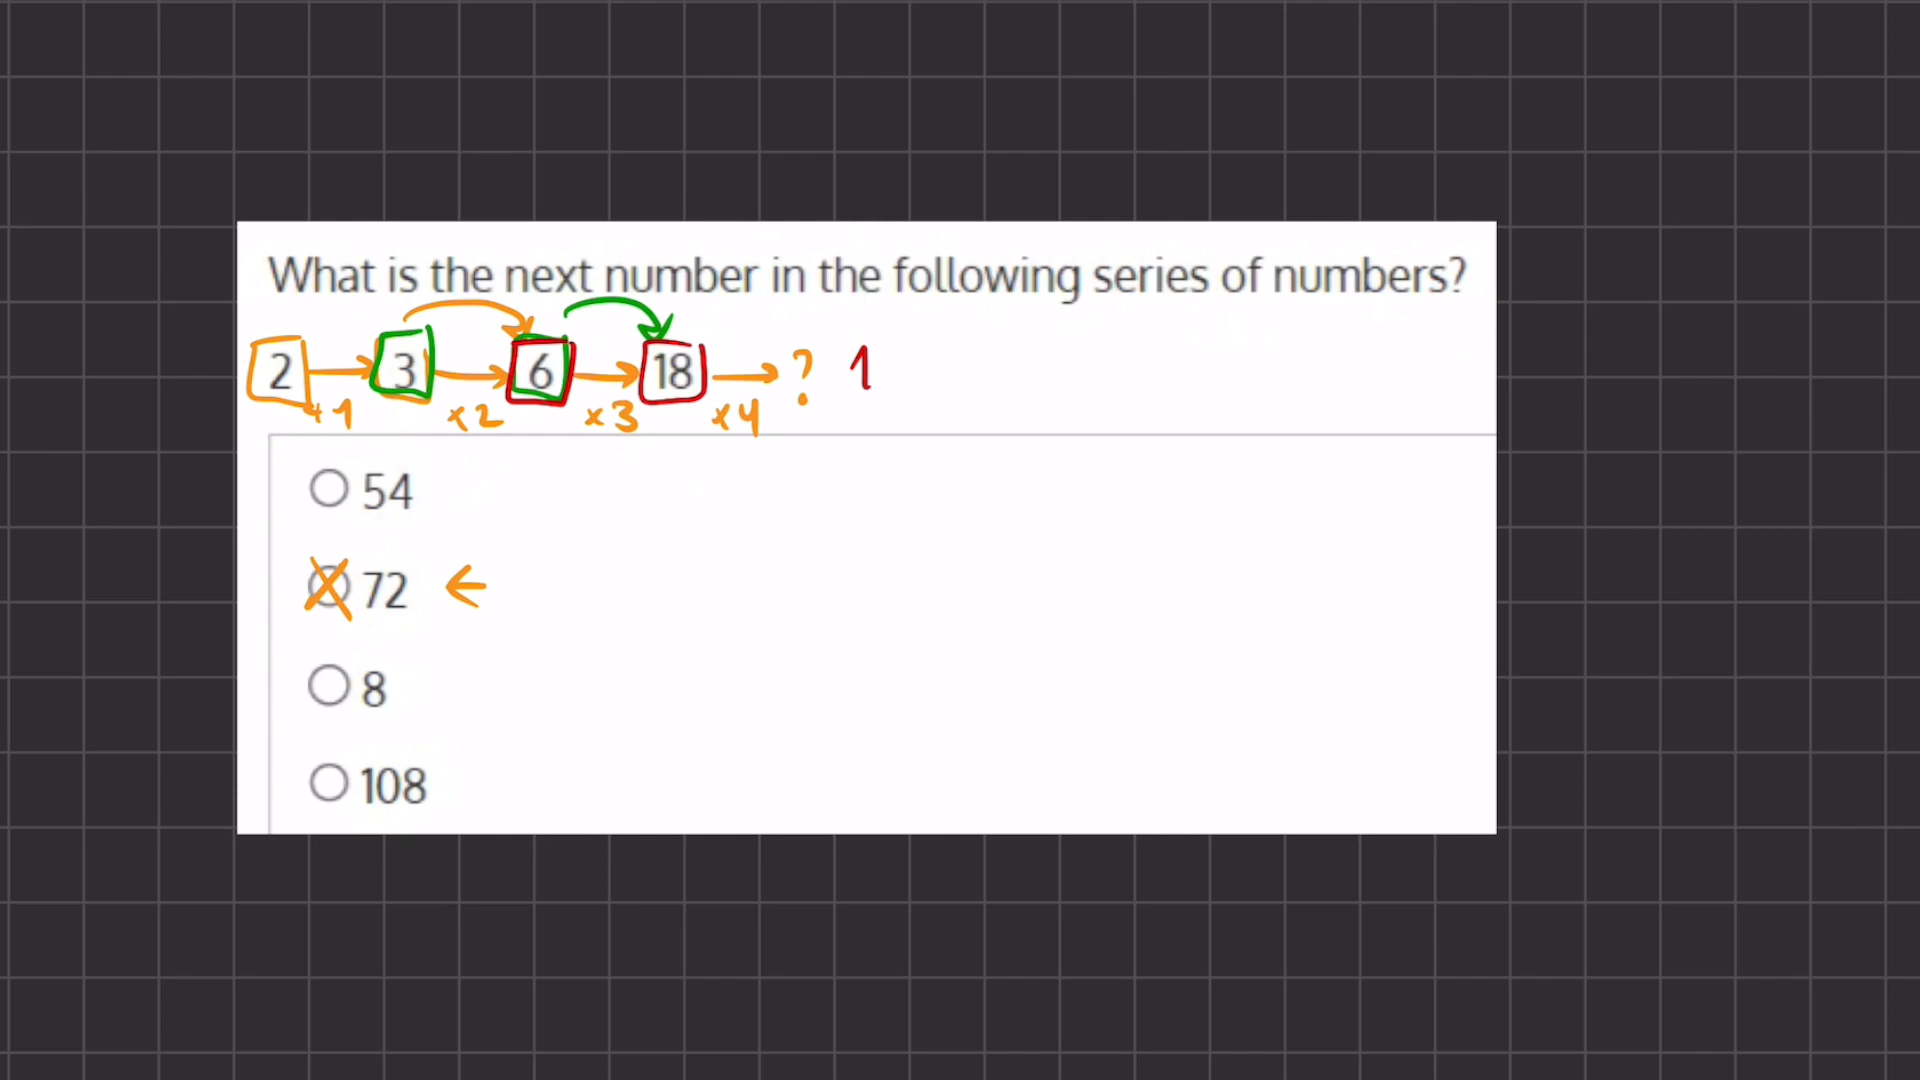 What is the next number in the following series of numbers?
2 3 6 18 ? 1
+1 x2 x3 x4
54
72
8
108